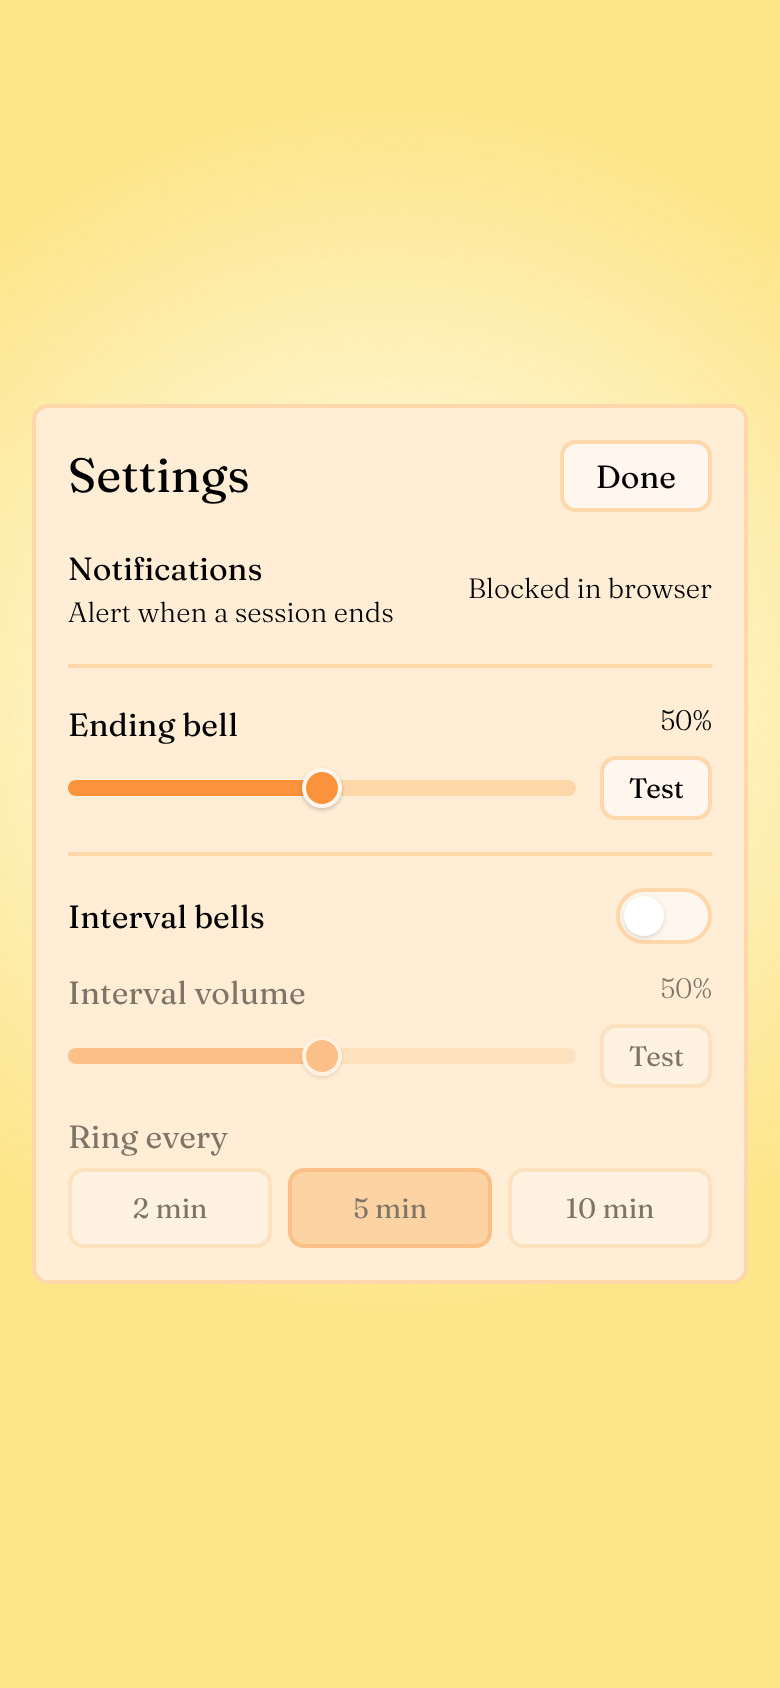 Settings
Done
Notifications
Alert when a session ends
Blocked in browser
Ending bell
50%
Test
Interval bells
Interval volume
50%
Test
Ring every
2 min
5 min
10 min